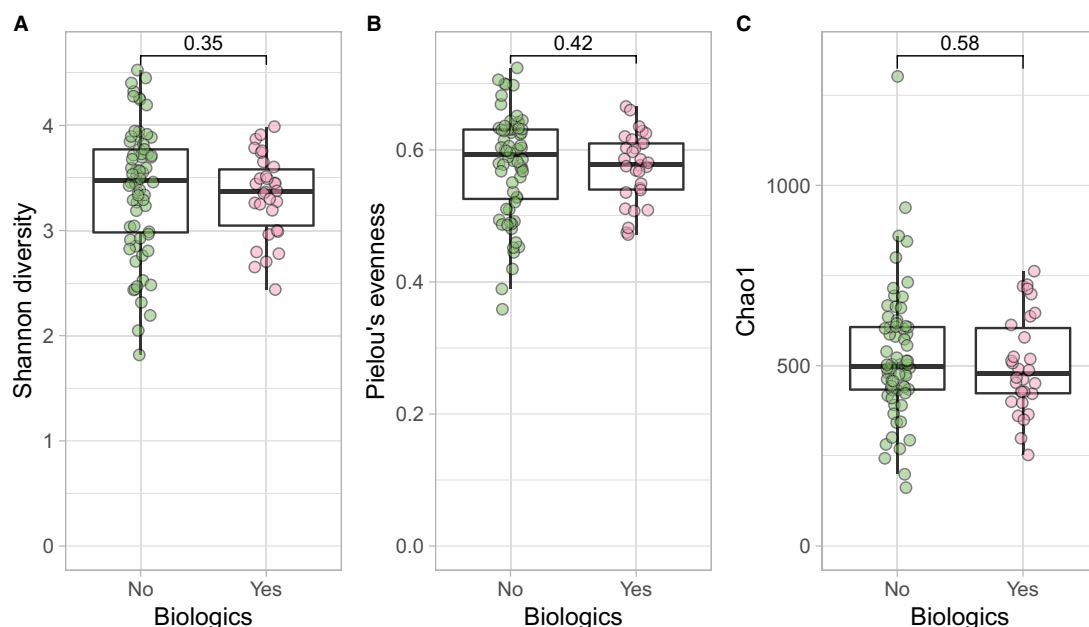 A
0.35
Shannon diversity
4
3
2
1
0
No Yes
Biologics
B
0.42
Pielou's evenness
0.6
0.4
0.2
0.0
No Yes
Biologics
C
0.58
Chao1
1000
500
0
No Yes
Biologics